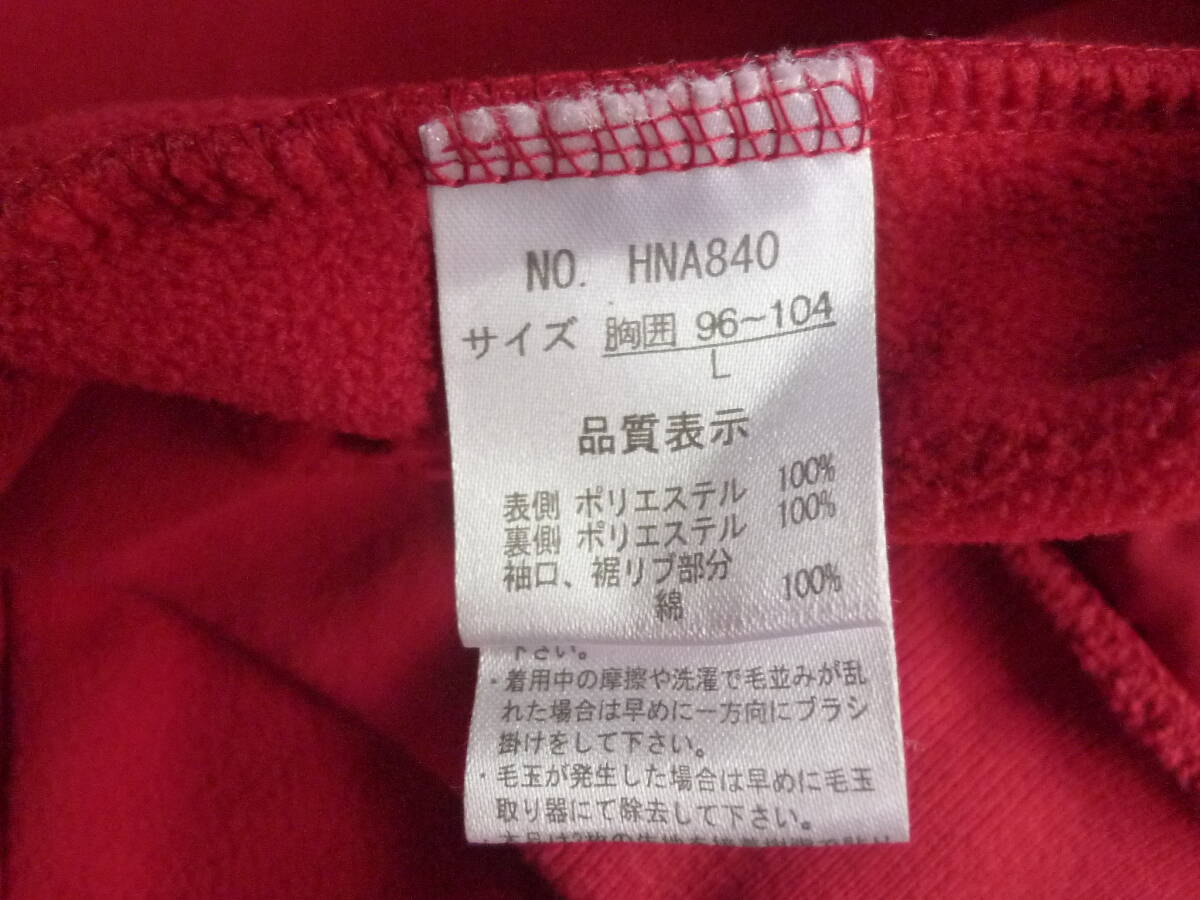 NO. HNA840
サイズ 胸囲 96~104
L
品質表示
表側 ポリエステル 100%
裏側 ポリエステル 100%
袖口、裾リブ部分
綿 100%
下さい。
・着用中の摩擦や洗濯で毛並みが乱
れた場合は早めに一方向にブラシ
掛けをして下さい。
・毛玉が発生した場合は早めに毛玉
取り器にて除去して下さい。